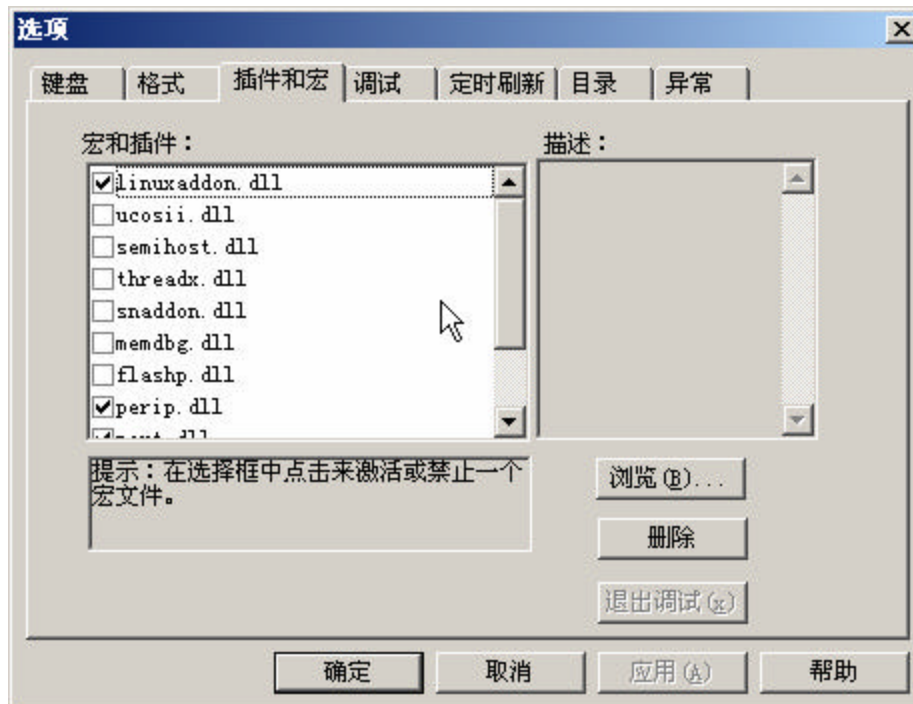 选项
键盘
格式
插件和宏
调试
定时刷新
目录
异常
宏和插件：
描述：
linuxaddon.dll
ucosii.dll
semihost.dll
threadx.dll
snaddon.dll
memdbg.dll
flashp.dll
perip.dll
提示：在选择框中点击来激活或禁止一个
宏文件。
浏览(B)...
删除
退出调试(x)
确定
取消
应用(A)
帮助